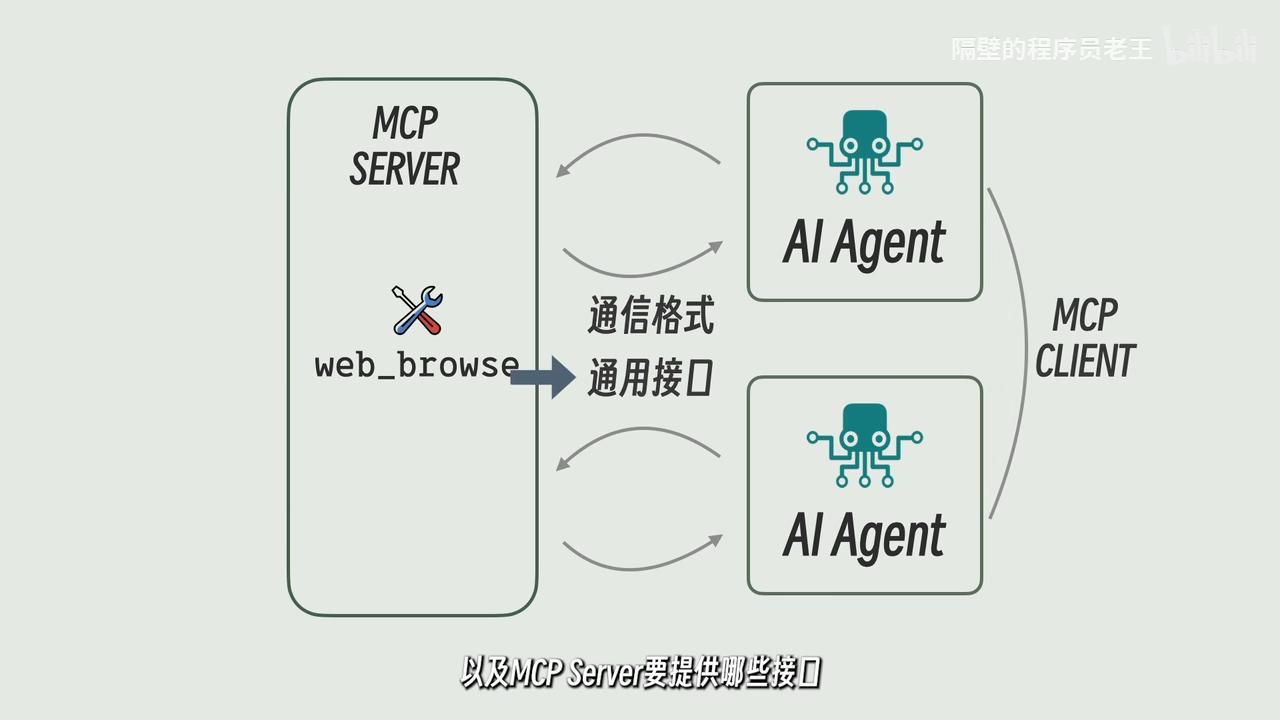 隔壁的程序员老王 bilibili
MCP
SERVER
web_browse
通信格式
通用接口
AI Agent
AI Agent
MCP
CLIENT
以及MCP Server要提供哪些接口